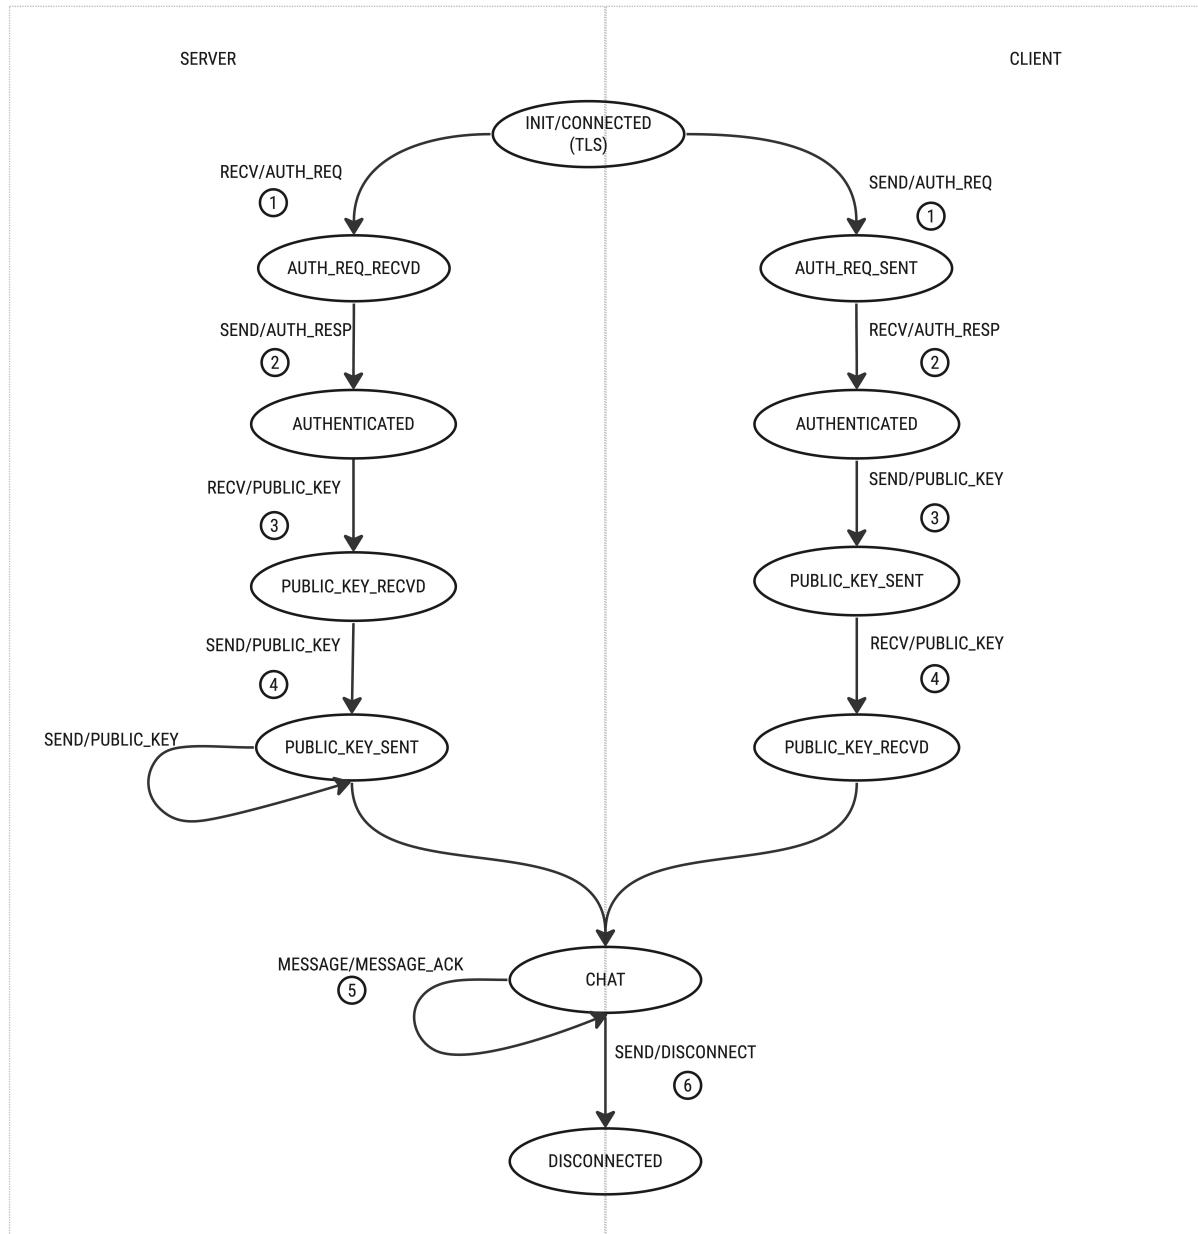 SERVER
CLIENT
INIT/CONNECTED
(TLS)
RECV/AUTH_REQ
1
SEND/AUTH_REQ
1
AUTH_REQ_RECVD
AUTH_REQ_SENT
SEND/AUTH_RESP
2
RECV/AUTH_RESP
2
AUTHENTICATED
AUTHENTICATED
RECV/PUBLIC_KEY
3
SEND/PUBLIC_KEY
3
PUBLIC_KEY_RECVD
PUBLIC_KEY_SENT
SEND/PUBLIC_KEY
4
RECV/PUBLIC_KEY
4
SEND/PUBLIC_KEY
PUBLIC_KEY_SENT
PUBLIC_KEY_RECVD
MESSAGE/MESSAGE_ACK
5
CHAT
SEND/DISCONNECT
6
DISCONNECTED